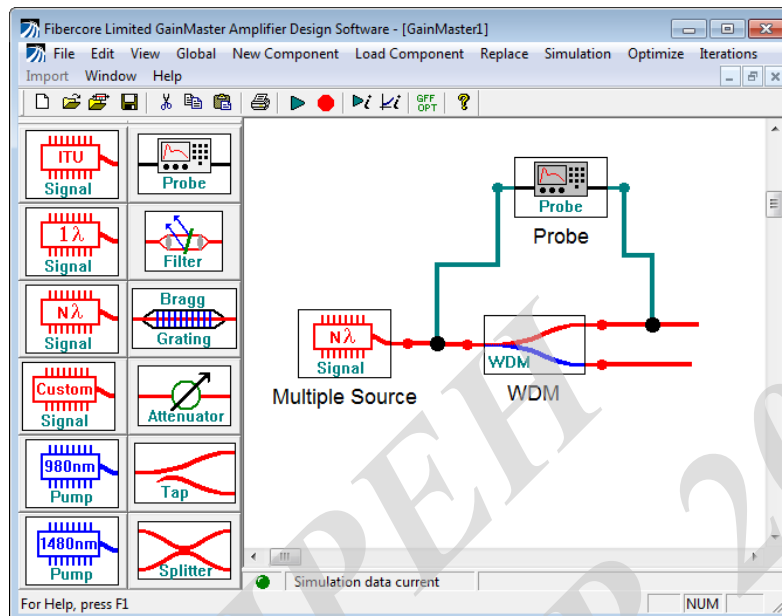 Fibercore Limited GainMaster Amplifier Design Software - [GainMaster1]
File Edit View Global New Component Load Component Replace Simulation Optimize Iterations
Import Window Help
GFF
OPT
ITU
Signal
Probe
1λ
Signal
Filter
Nλ
Signal
Bragg
Grating
Custom
Signal
Attenuator
980nm
Pump
Tap
1480nm
Pump
Splitter
Probe
Probe
Nλ
Signal
Multiple Source
WDM
WDM
Simulation data current
For Help, press F1
NUM